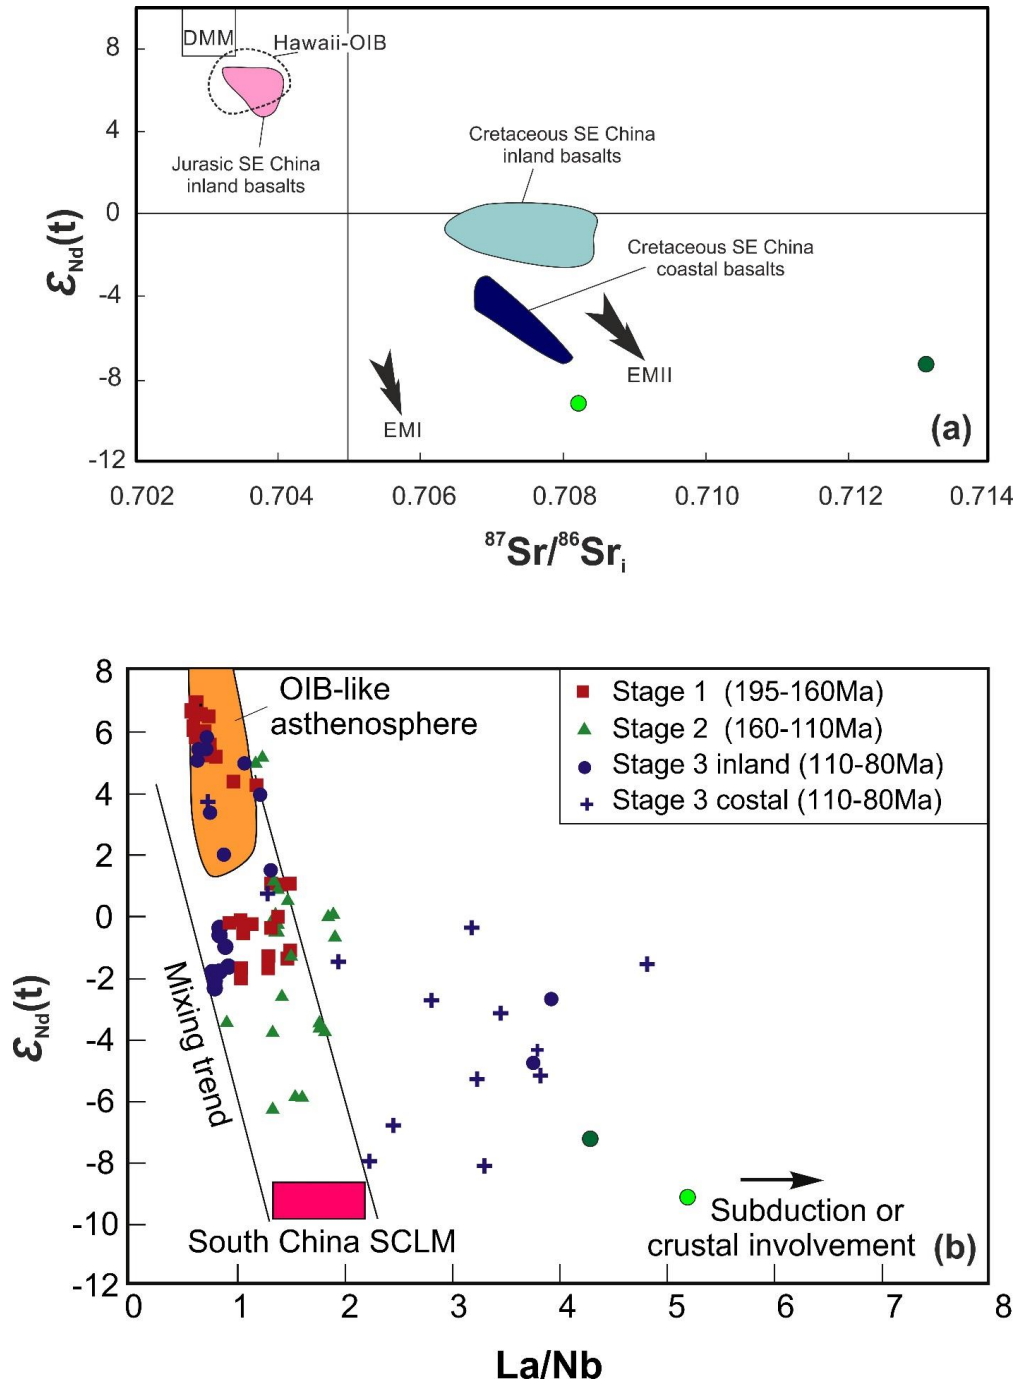 8
DMM
Hawaii-OIB
4
Cretaceous SE China
inland basalts
Jurasic SE China
inland basalts
0
Cretaceous SE China
coastal basalts
εNd(t)
-4
EMII
-8
EMI
(a)
-12
0.702 0.704 0.706 0.708 0.710 0.712 0.714
87Sr/86Sri
8
OIB-like
asthenosphere
Stage 1 (195-160Ma)
Stage 2 (160-110Ma)
Stage 3 inland (110-80Ma)
Stage 3 costal (110-80Ma)
6
4
2
0
-2
Mixing trend
εNd(t)
-4
-6
-8
Subduction or
crustal involvement
South China SCLM
(b)
-10
-12
0 1 2 3 4 5 6 7 8
La/Nb